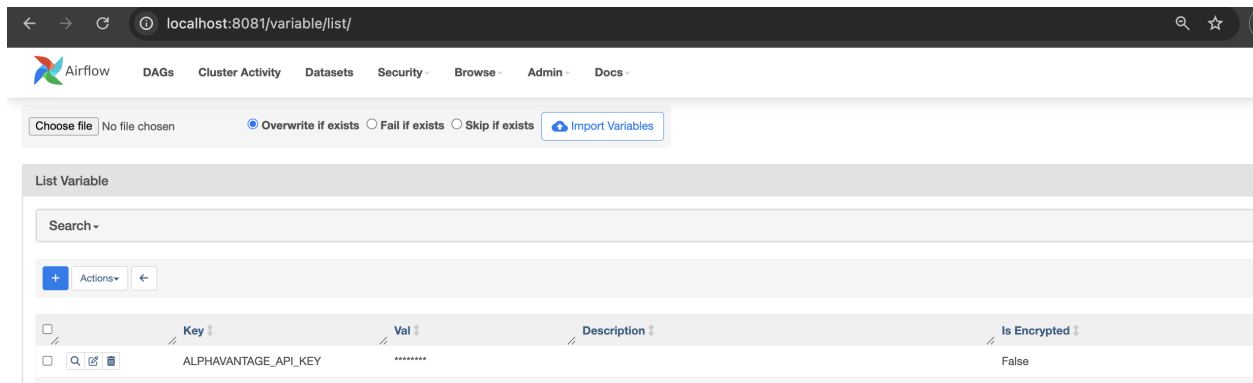 localhost:8081/variable/list/
Airflow DAGs Cluster Activity Datasets Security Browse Admin Docs
Choose file No file chosen Overwrite if exists Fail if exists Skip if exists Import Variables
List Variable
Search
+ Actions
Key Val Description Is Encrypted
ALPHAVANTAGE_API_KEY ******** False